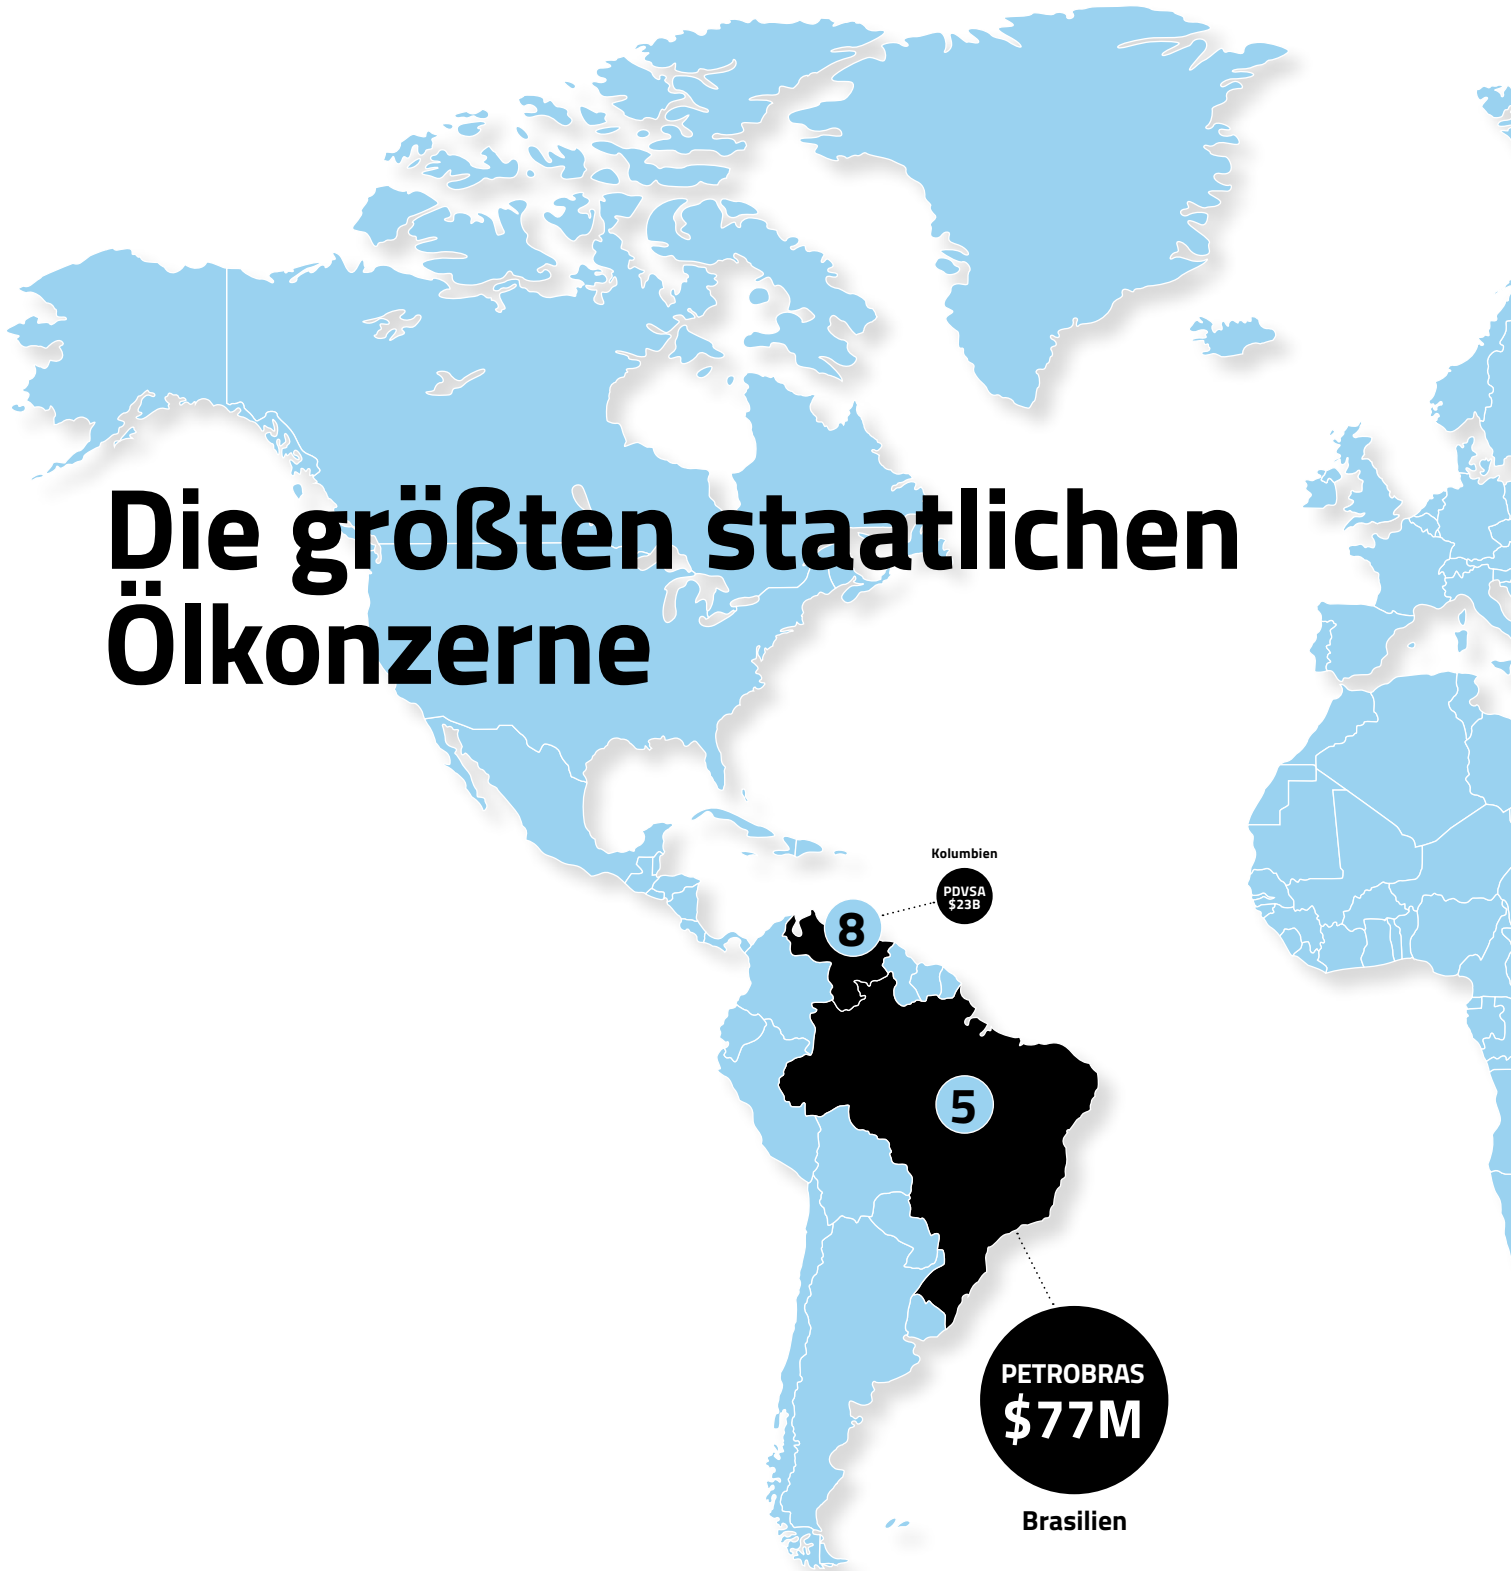 Die größten staatlichen
Ölkonzerne
Kolumbien
PDVSA
$23B
8
5
PETROBRAS
$77M
Brasilien